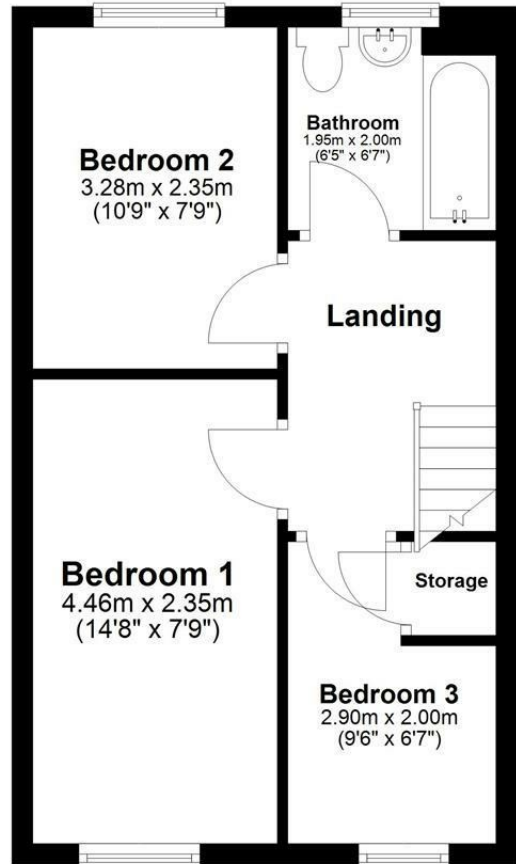 Bedroom 2
3.28m x 2.35m
(10'9" x 7'9")
Bathroom
1.95m x 2.00m
(6'5" x 6'7")
Landing
Bedroom 1
4.46m x 2.35m
(14'8" x 7'9")
Storage
Bedroom 3
2.90m x 2.00m
(9'6" x 6'7")